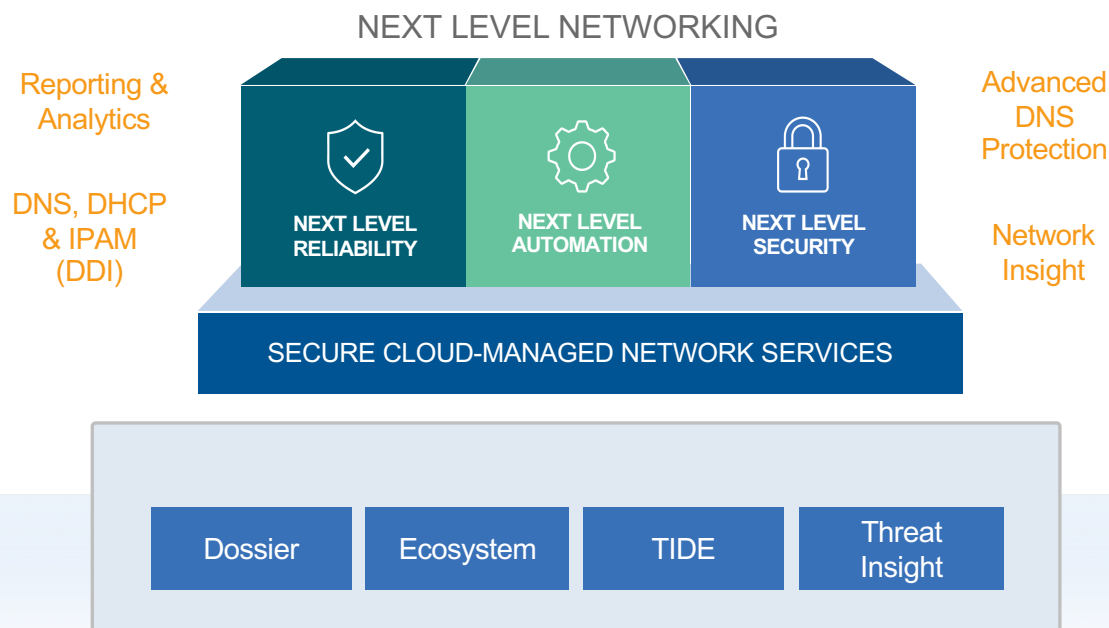 NEXT LEVEL NETWORKING
Reporting &
Analytics
DNS, DHCP
& IPAM
(DDI)
NEXT LEVEL
RELIABILITY
NEXT LEVEL
AUTOMATION
NEXT LEVEL
SECURITY
Advanced
DNS
Protection
Network
Insight
SECURE CLOUD-MANAGED NETWORK SERVICES
Dossier
Ecosystem
TIDE
Threat
Insight